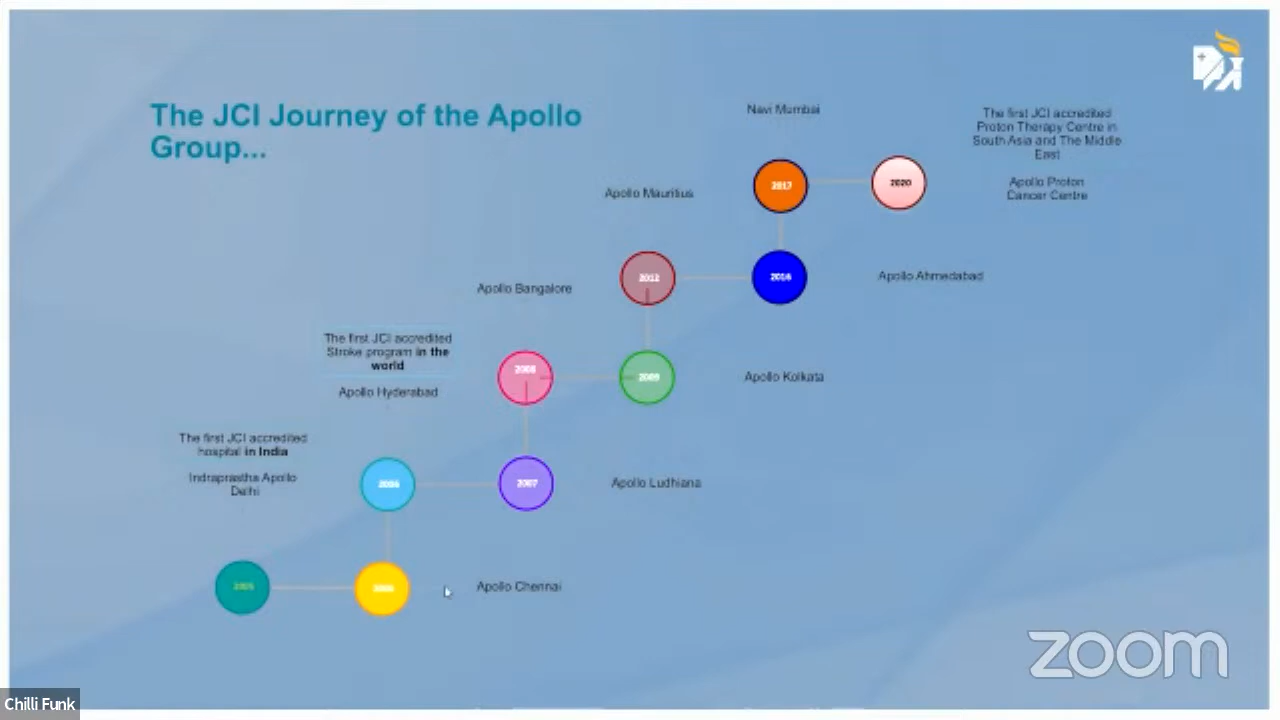 The JCI Journey of the Apollo
Group...
Navi Mumbai
The first JCI accredited
Proton Therapy Centre in
South Asia and The Middle
East
Apollo Proton
Cancer Centre
2017
2020
Apollo Mauritius
2012
2016
Apollo Ahmedabad
Apollo Bangalore
The first JCI accredited
Stroke program in the
world
Apollo Hyderabad
2008
2009
Apollo Kolkata
The first JCI accredited
hospital in India
Indraprastha Apollo
Delhi
2006
2007
Apollo Ludhiana
2005
Apollo Chennai
zoom
Chilli Funk